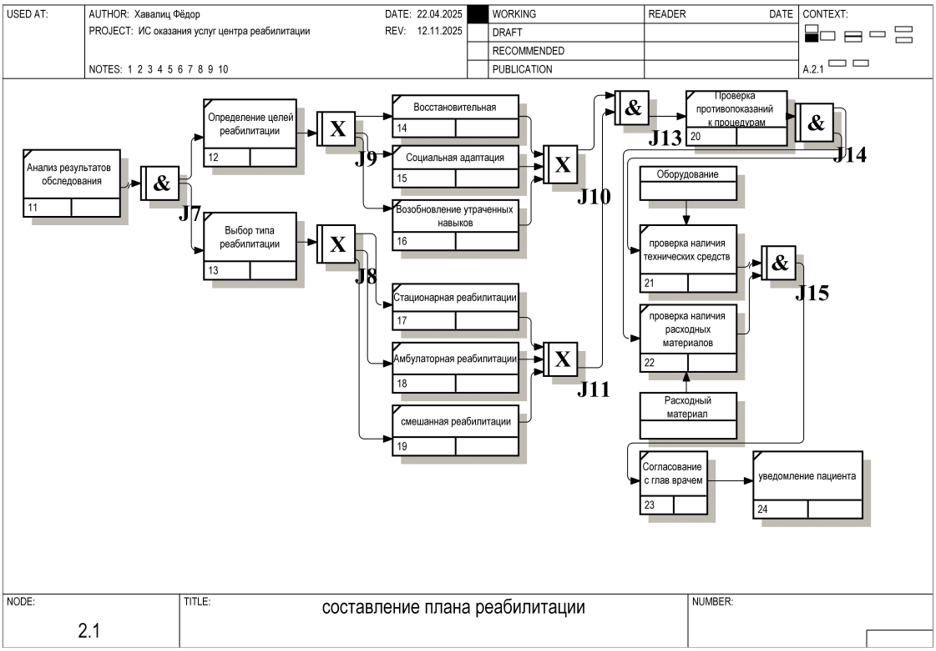 USED AT:
AUTHOR: Хавалиц Фёдор
DATE: 22.04.2025
PROJECT: ИС оказания услуг центра реабилитации
REV: 12.11.2025
NOTES: 1 2 3 4 5 6 7 8 9 10
WORKING
DRAFT
RECOMMENDED
PUBLICATION
READER
DATE
CONTEXT:
A.2.1
Анализ результатов
обследования
11
&
J7
Определение целей
реабилитации
12
Выбор типа
реабилитации
13
X
J9
X
J8
Восстановительная
14
Социальная адаптация
15
Возобновление утраченных
навыков
16
Стационарная реабилитации
17
Амбулаторная реабилитации
18
смешанная реабилитации
19
X
J10
X
J11
&
J13
Проверка
противопоказаний
к процедурам
20
&
J14
Оборудование
проверка наличия
технических средств
21
&
J15
проверка наличия
расходных
материалов
22
Расходный
материал
Согласование
с глав врачем
23
уведомление пациента
24
NODE:
2.1
TITLE:
составление плана реабилитации
NUMBER: